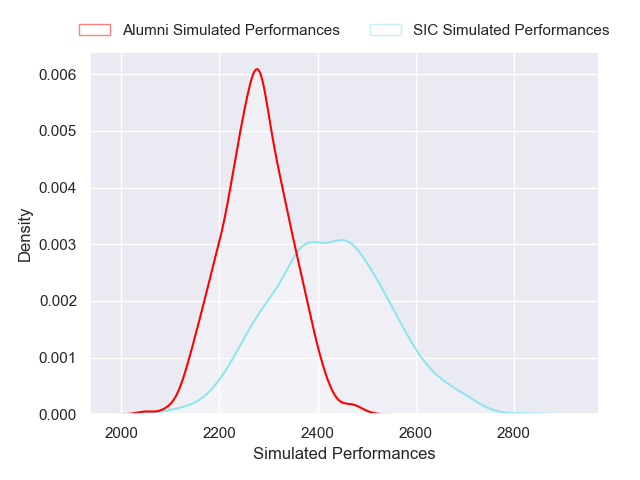 Alumni Simulated Performances SIC Simulated Performances
0.006
0.005
0.004
0.003
0.002
0.001
0.000
Density
2000 2200 2400 2600 2800
Simulated Performances